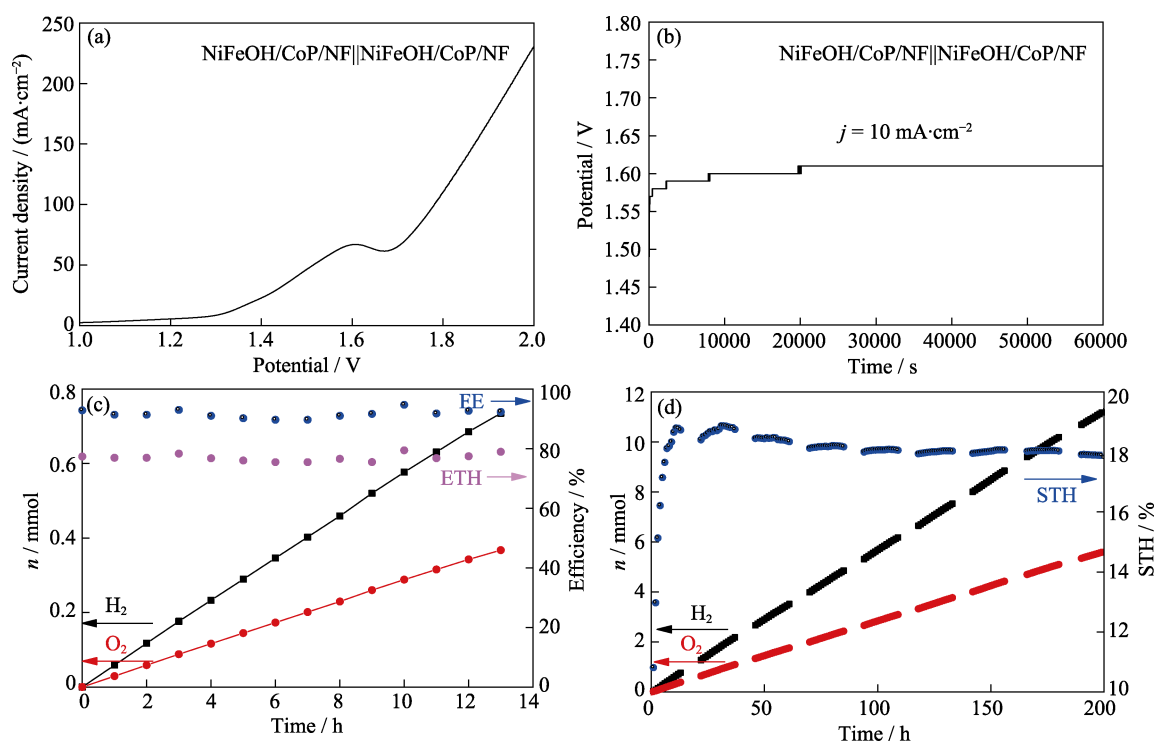 (a)
NiFeOH/CoP/NF||NiFeOH/CoP/NF
250
200
150
100
50
0
1.0 1.2 1.4 1.6 1.8 2.0
Current density / (mA·cm⁻²)
Potential / V
(b)
NiFeOH/CoP/NF||NiFeOH/CoP/NF
j = 10 mA·cm⁻²
1.80
1.75
1.70
1.65
1.60
1.55
1.50
1.45
1.40
0 10000 20000 30000 40000 50000 60000
Potential / V
Time / s
(c)
FE
ETH
H₂
O₂
0.8
0.6
0.4
0.2
0
0 2 4 6 8 10 12 14
100
80
60
40
20
0
n / mmol
Efficiency / %
Time / h
(d)
STH
H₂
O₂
12
10
8
6
4
2
0
0 50 100 150 200
20
18
16
14
12
10
n / mmol
STH / %
Time / h